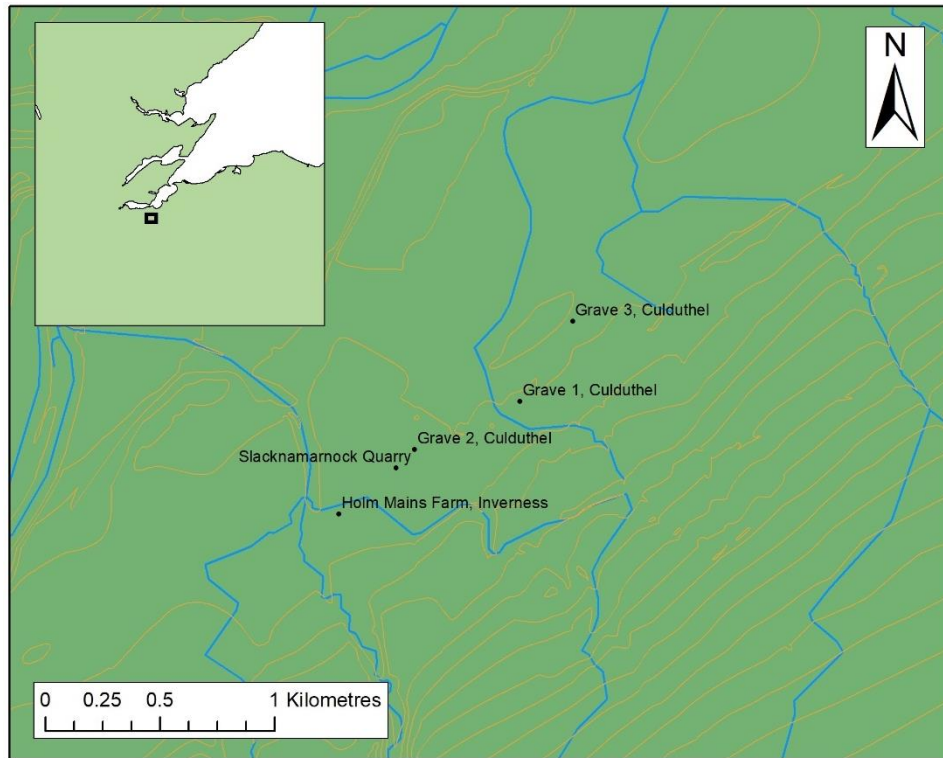 N
Grave 3, Culduthel
Grave 1, Culduthel
Grave 2, Culduthel
Slacknamarnock Quarry
Holm Mains Farm, Inverness
0 0.25 0.5 1 Kilometres